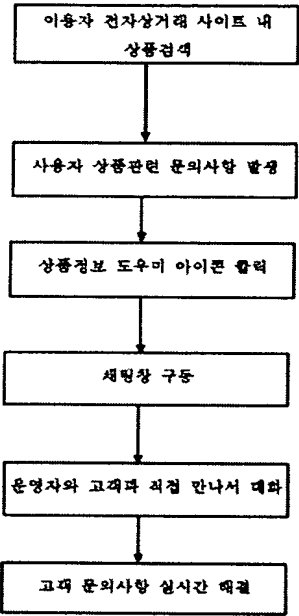 이용자 전자상거래 사이트 내
상품검색
사용자 상품관련 문의사항 발생
상품정보 도우미 아이콘 클릭
채팅창 구동
운영자와 고객과 직접 만나서 대화
고객 문의사항 실시간 해결